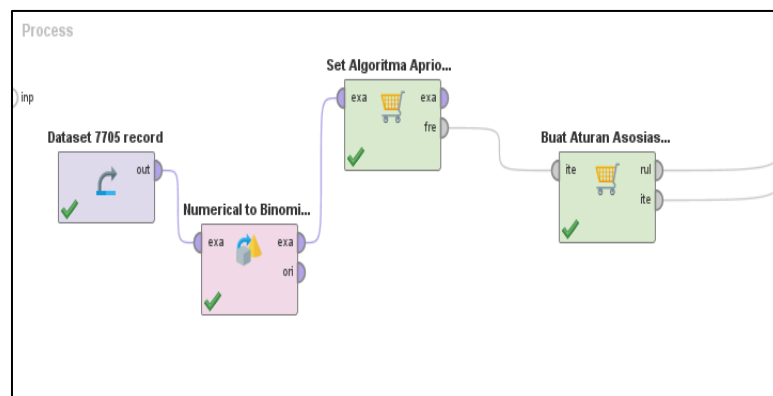 Process
inp
Set Algoritma Aprio...
exa
exa
fre
Dataset 7705 record
out
Buat Aturan Asosias...
ite
rul
ite
Numerical to Binomi...
exa
exa
ori